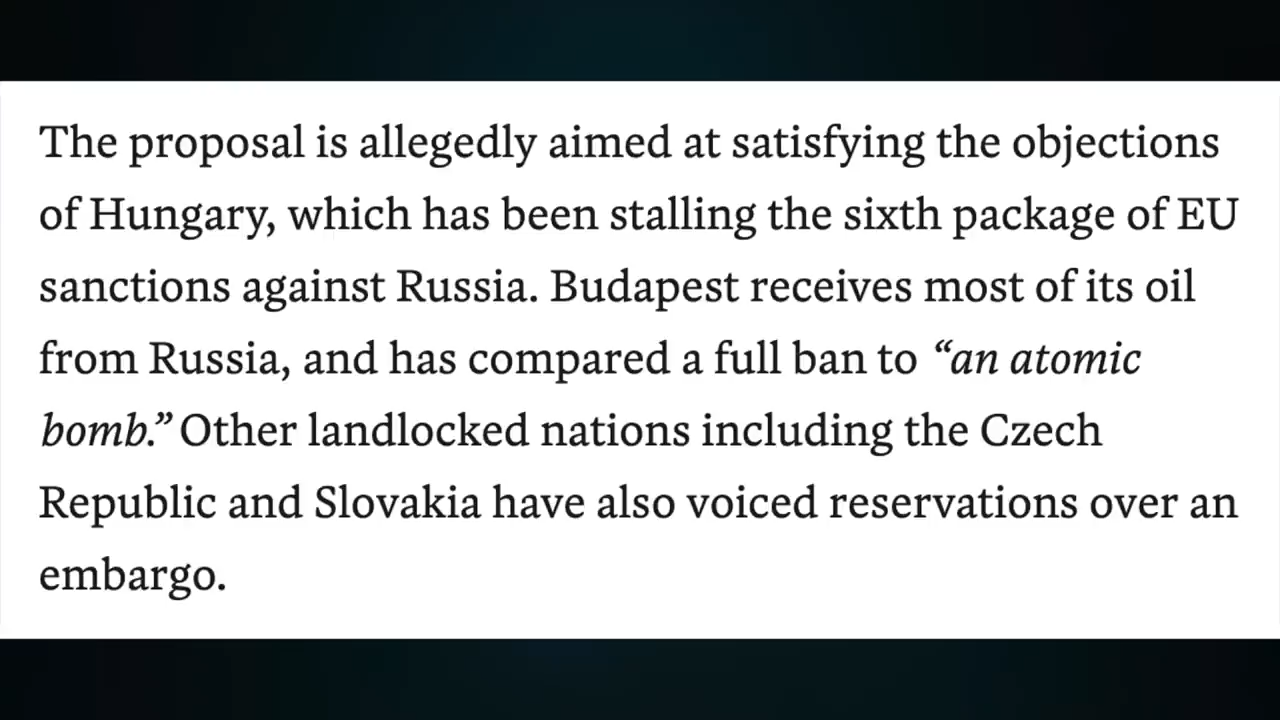 The proposal is allegedly aimed at satisfying the objections
of Hungary, which has been stalling the sixth package of EU
sanctions against Russia. Budapest receives most of its oil
from Russia, and has compared a full ban to “an atomic
bomb.” Other landlocked nations including the Czech
Republic and Slovakia have also voiced reservations over an
embargo.